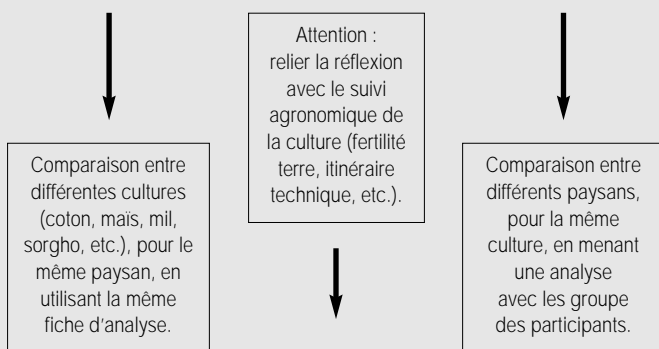 Attention :
relier la réflexion
avec le suivi
agronomique de
la culture (fertilité
terre, itinéraire
technique, etc.).
Comparaison entre
différentes cultures
(coton, maïs, mil,
sorgho, etc.), pour le
même paysan, en
utilisant la même
fiche d’analyse.
Comparaison entre
différents paysans,
pour la même
culture, en menant
une analyse
avec les groupe
des participants.